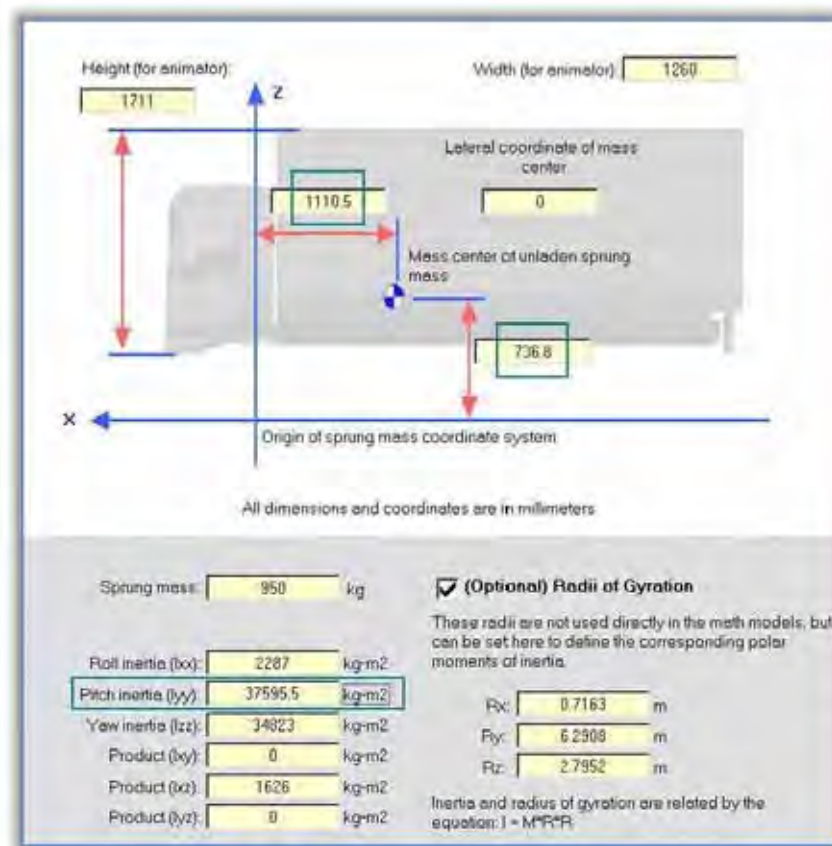 Height (for animator):
1711
Width (for animator)
1260
Z
Lateral coordinate of mass
center
1110.5
0
Mass center of unladen sprung
mass
736.8
X
Origin of sprung mass coordinate system
All dimensions and coordinates are in millimeters
Sprung mass:
950
kg
(Optional) Radii of Gyration
These radii are not used directly in the math models, but
can be set here to define the corresponding polar
moments of inertia.
Roll inertia (Ixx):
2287
kg-m2
Pitch inertia (Iyy):
37595.5
kg-m2
Yaw inertia (Izz):
34823
kg-m2
Product (Ixy):
0
kg-m2
Product (Ixz):
1626
kg-m2
Product (Iyz):
0
kg-m2
Rx:
0.7163
m
Ry:
6.2908
m
Rz:
2.7952
m
Inertia and radius of gyration are related by the
equation: I = M*R*R